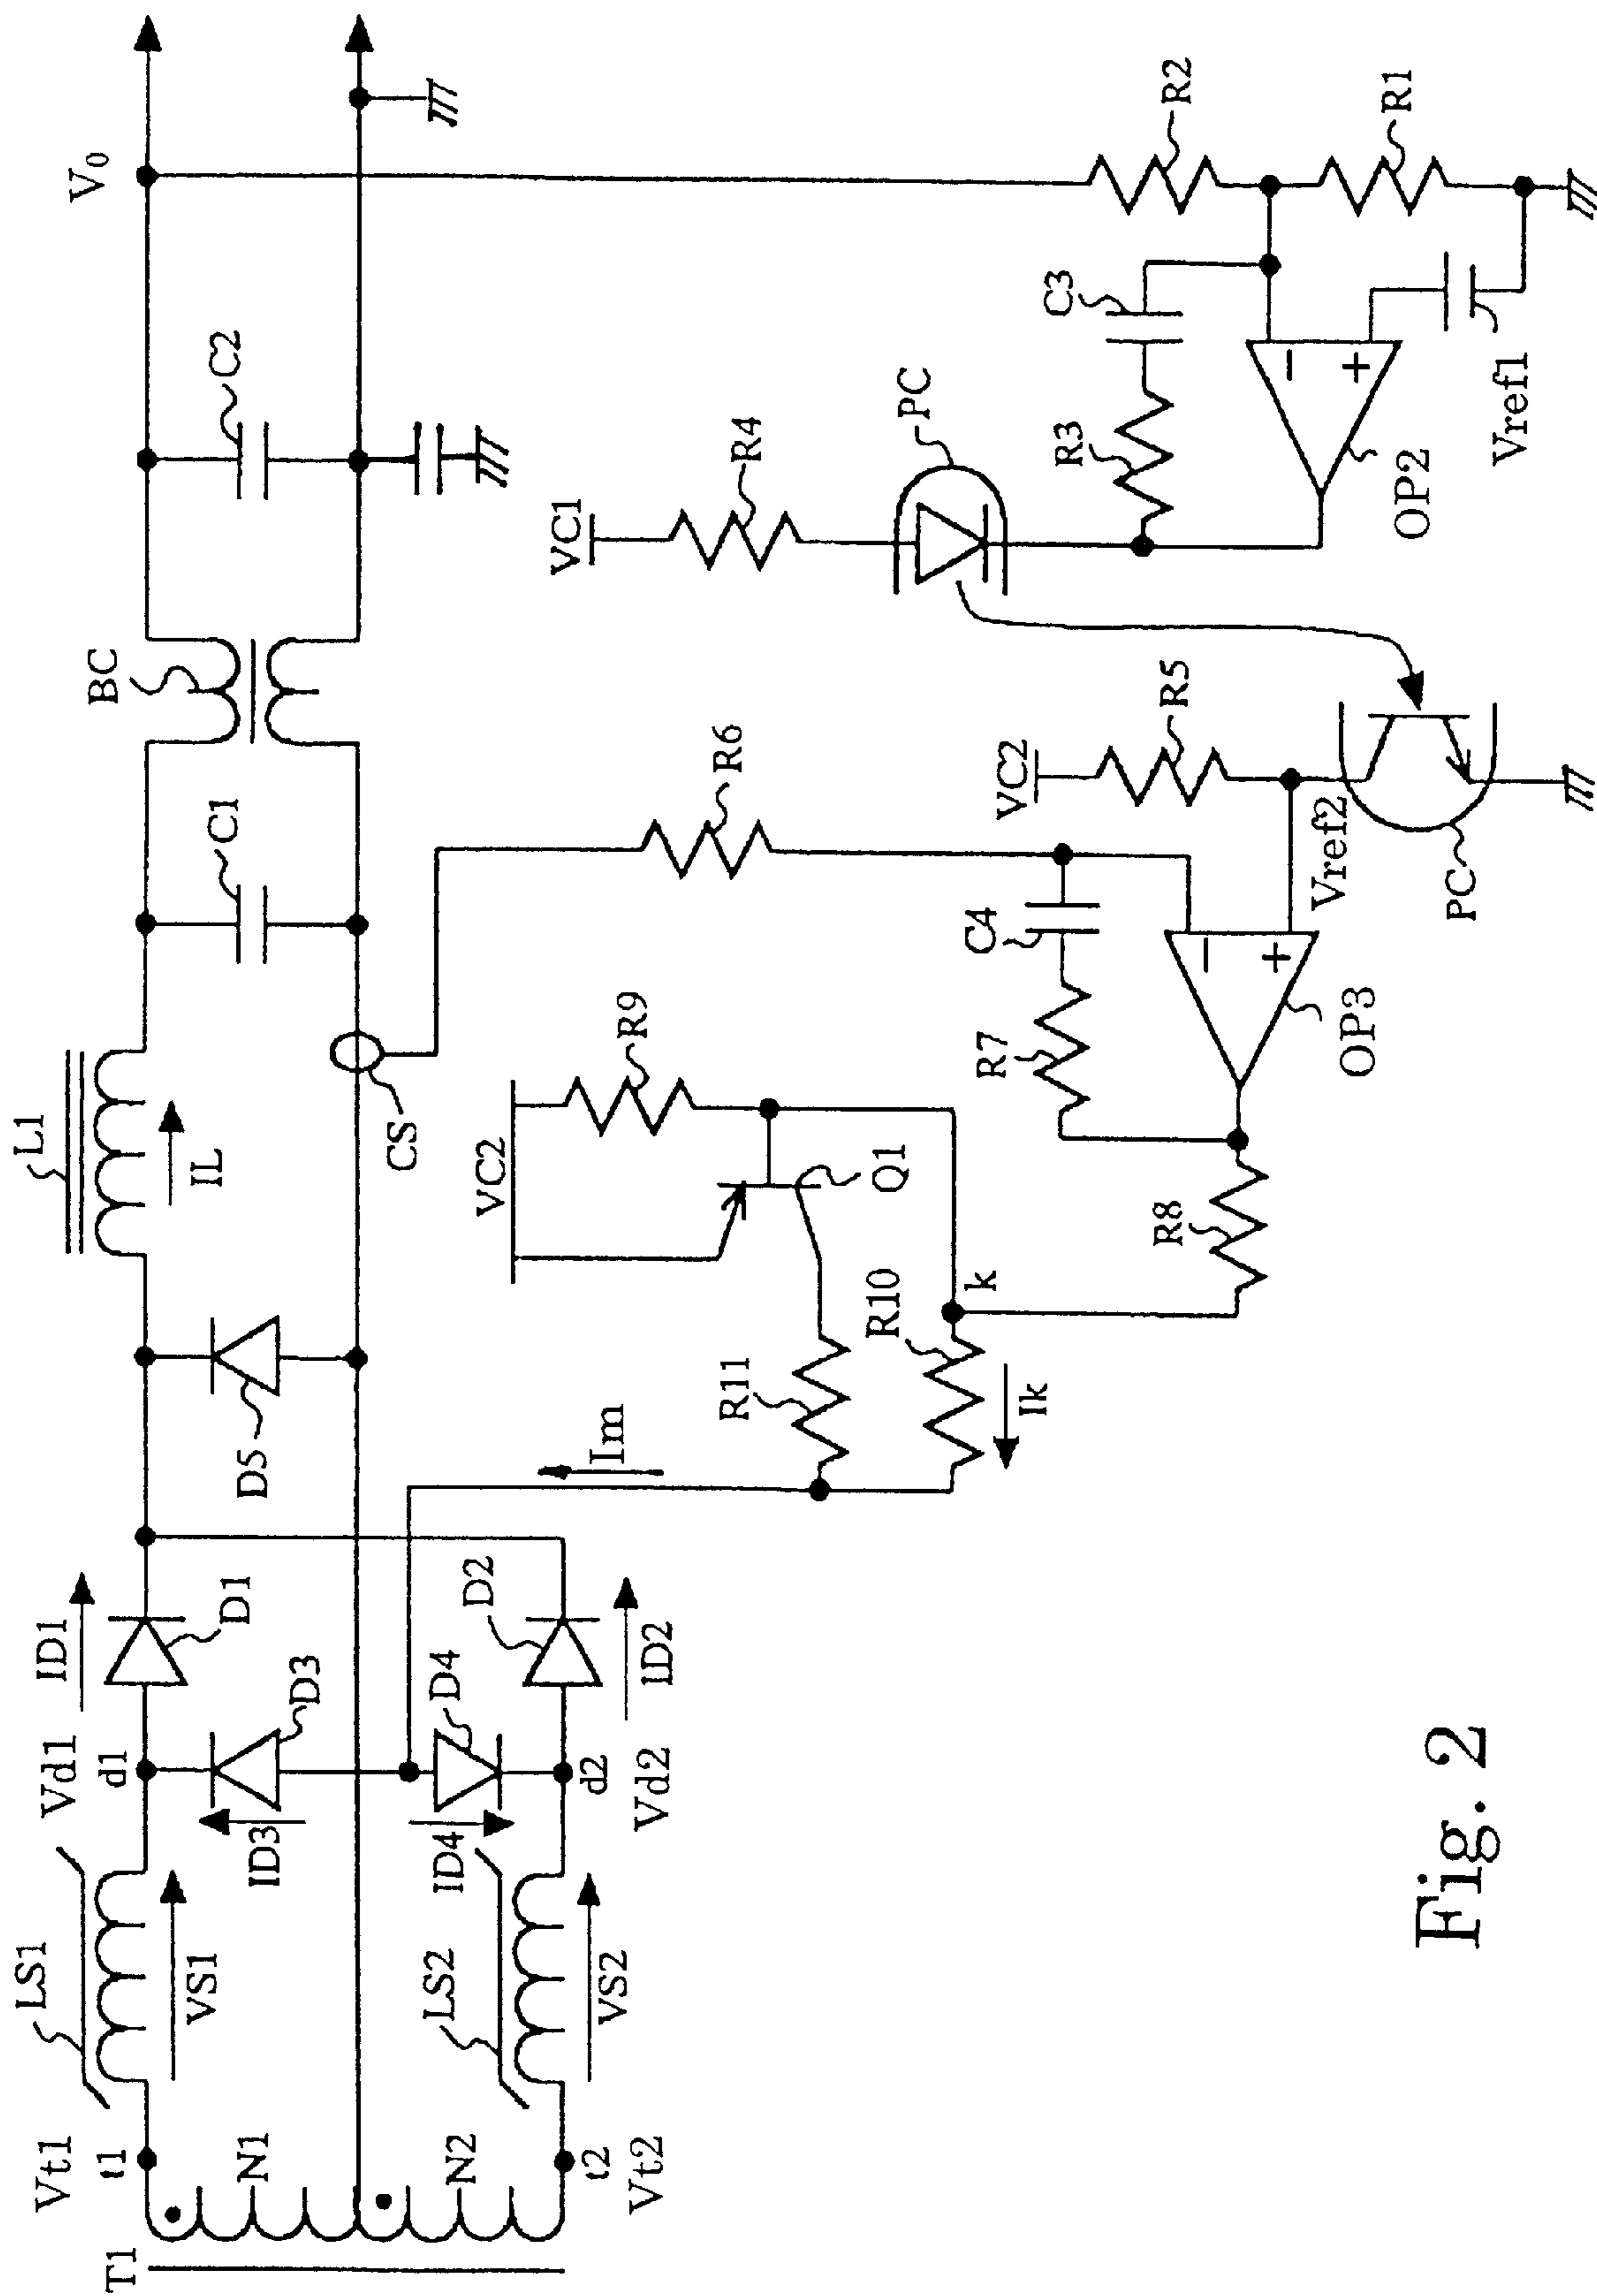 T1
Vt1
t1
N1
N2
t2
Vt2
LS1
VS1
LS2
VS2
Vd1
d1
ID3
ID4
d2
Vd2
ID1
D1
D3
D4
D2
ID2
D5
L1
IL
CS
C1
BC
C2
V0
Im
R11
R10
Ik
k
VC2
R9
Q1
R8
R7
C4
R6
OP3
−
+
Vref2
VC2
R5
PC
VC1
R4
PC
R3
C3
OP2
−
+
Vref1
R2
R1
Fig. 2